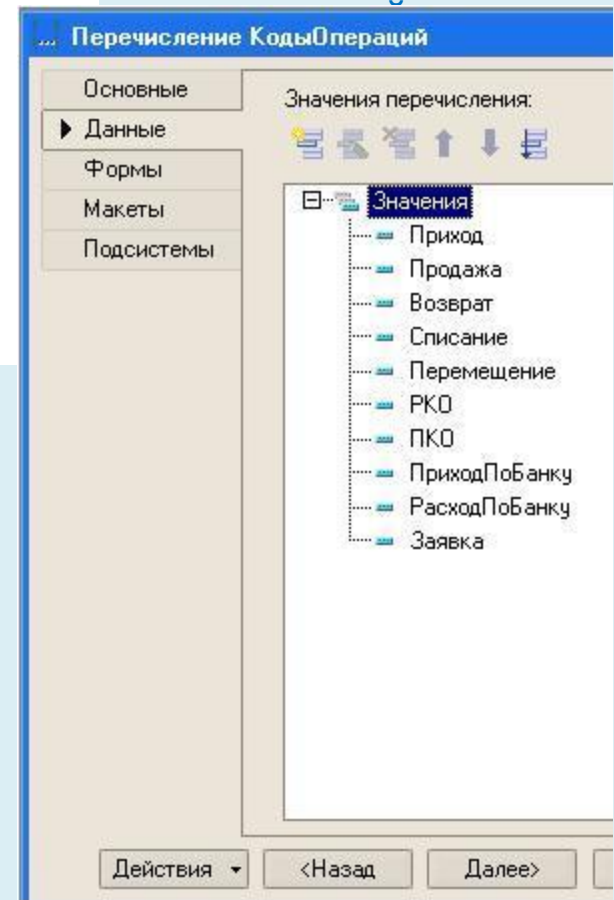 Перечисление КодыОпераций
Основные
Данные
Формы
Макеты
Подсистемы
Значения перечисления:
Значения
Приход
Продажа
Возврат
Списание
Перемещение
РКО
ПКО
ПриходПоБанку
РасходПоБанку
Заявка
Действия
<Назад
Далее>